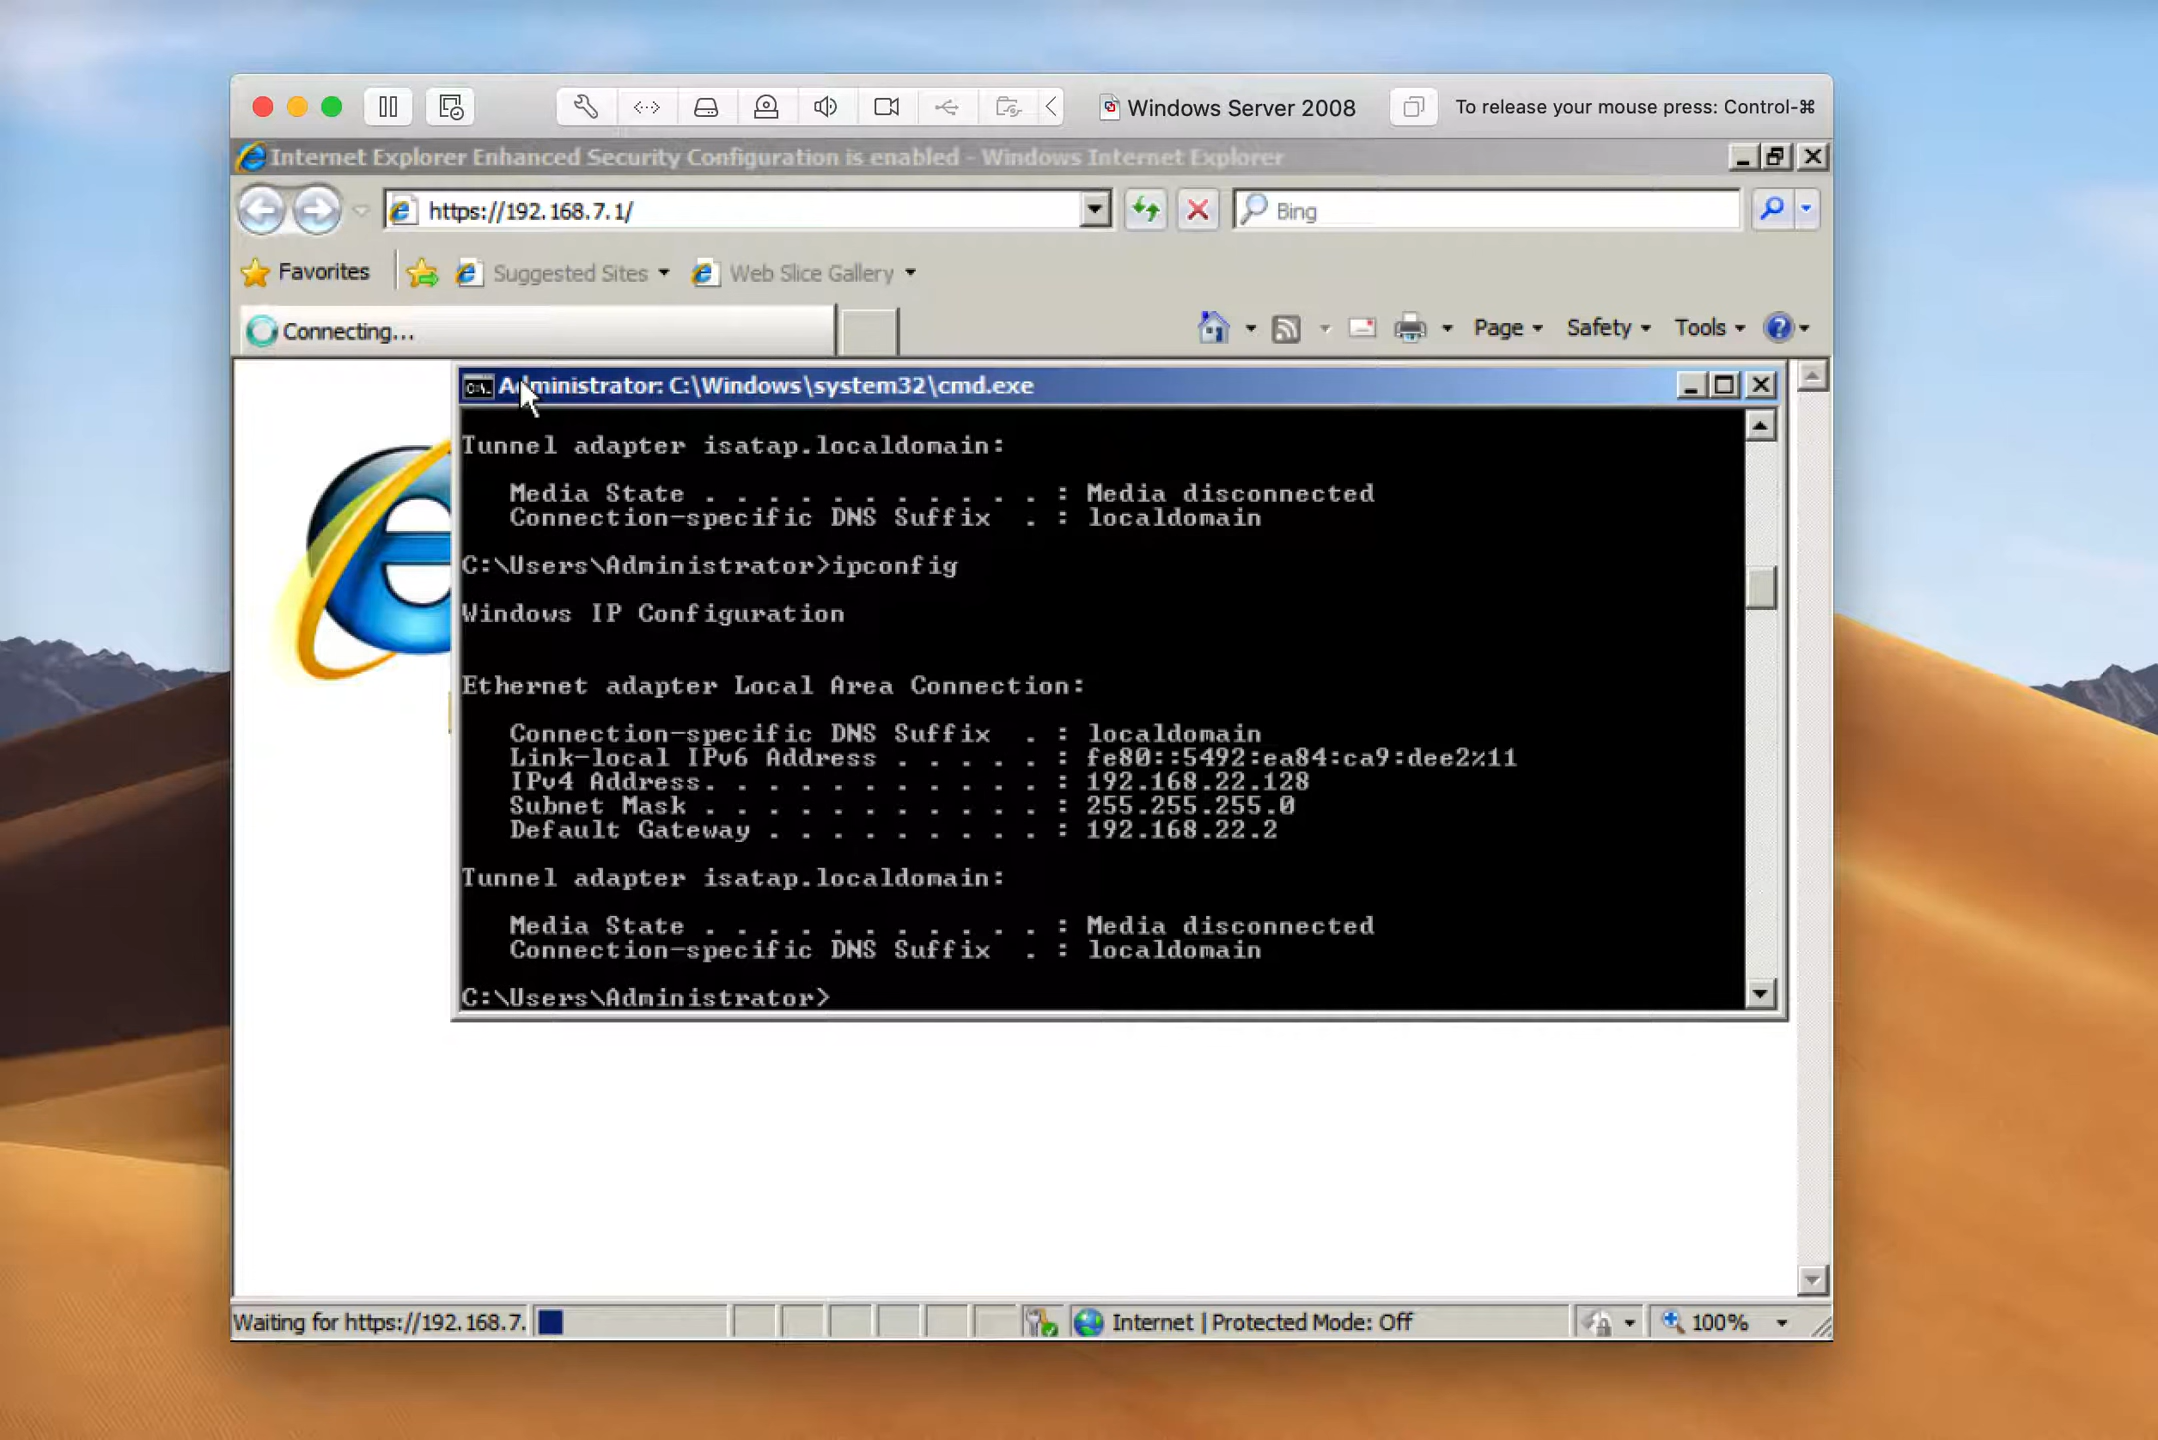 Windows Server 2008
To release your mouse press: Control-⌘
Internet Explorer Enhanced Security Configuration is enabled - Windows Internet Explorer
https://192.168.7.1/
Bing
Favorites
Suggested Sites
Web Slice Gallery
Connecting...
Page
Safety
Tools
Administrator: C:\Windows\system32\cmd.exe
Tunnel adapter isatap.localdomain:
Media State . . . . . . . . . . . : Media disconnected
Connection-specific DNS Suffix  . : localdomain
C:\Users\Administrator>ipconfig
Windows IP Configuration
Ethernet adapter Local Area Connection:
Connection-specific DNS Suffix  . : localdomain
Link-local IPv6 Address . . . . . : fe80::5492:ea84:ca9:dee2%11
IPv4 Address. . . . . . . . . . . : 192.168.22.128
Subnet Mask . . . . . . . . . . . : 255.255.255.0
Default Gateway . . . . . . . . . : 192.168.22.2
Tunnel adapter isatap.localdomain:
Media State . . . . . . . . . . . : Media disconnected
Connection-specific DNS Suffix  . : localdomain
C:\Users\Administrator>
Waiting for https://192.168.7.
Internet | Protected Mode: Off
100%